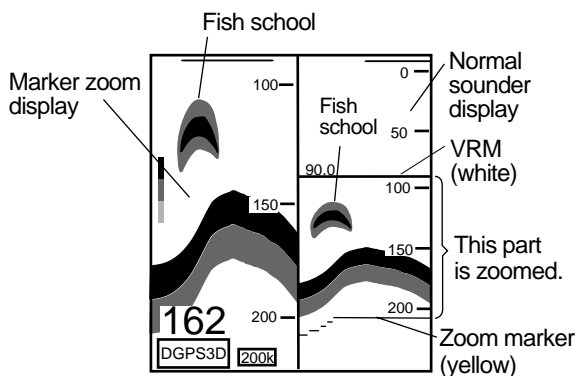 Fish school
Marker zoom
display
100
150
200
162
DGPS3D
200k
Fish
school
90.0
0
50
100
150
200
Normal
sounder
display
VRM
(white)
This part
is zoomed.
Zoom marker
(yellow)